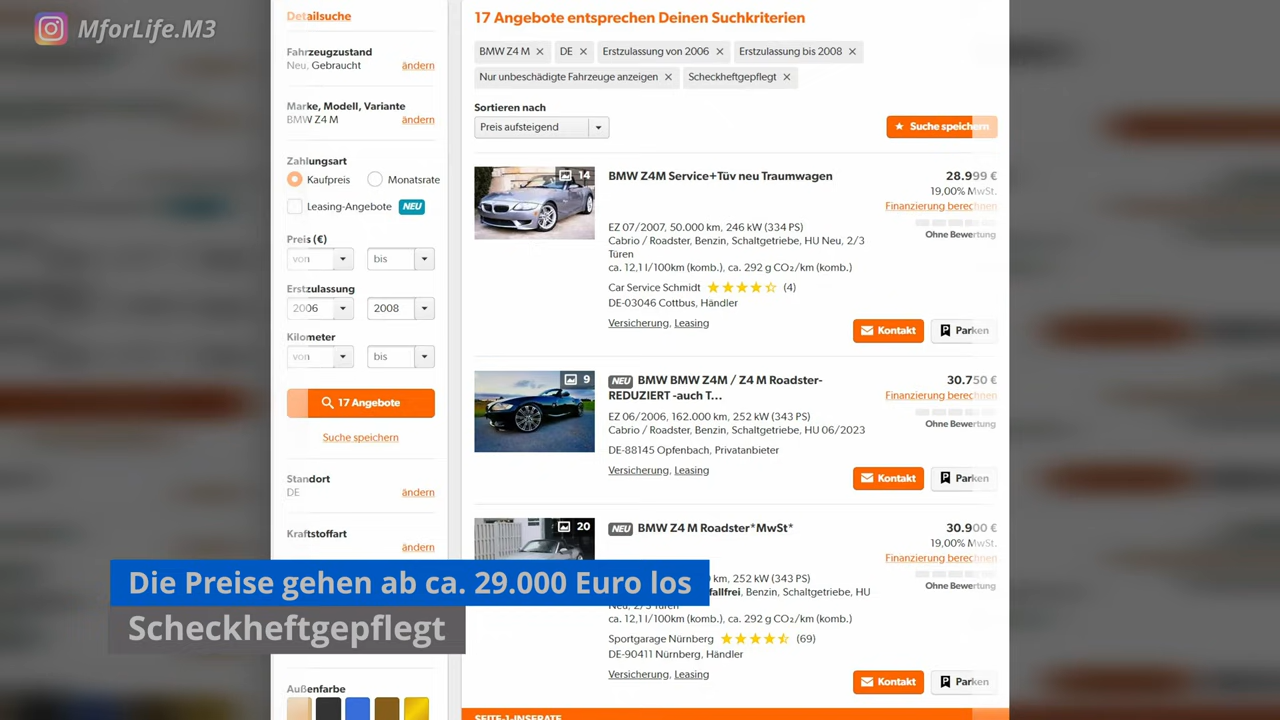 MforLife.M3
Detailsuche
Fahrzeugzustand
Neu, Gebraucht
ändern
Marke, Modell, Variante
BMW Z4 M
ändern
Zahlungsart
Kaufpreis
Monatsrate
Leasing-Angebote NEU
Preis (€)
von
bis
Erstzulassung
2006
2008
Kilometer
von
bis
17 Angebote
Suche speichern
Standort
DE
ändern
Kraftstoffart
ändern
Außenfarbe
17 Angebote entsprechen Deinen Suchkriterien
BMW Z4 M ×
DE ×
Erstzulassung von 2006 ×
Erstzulassung bis 2008 ×
Nur unbeschädigte Fahrzeuge anzeigen ×
Scheckheftgepflegt ×
Sortieren nach
Preis aufsteigend
Suche speichern
14
BMW Z4M Service+Tüv neu Traumwagen
28.999 €
19,00% MwSt.
Finanzierung berechnen
Ohne Bewertung
EZ 07/2007, 50.000 km, 246 kW (334 PS)
Cabrio / Roadster, Benzin, Schaltgetriebe, HU Neu, 2/3
Türen
ca. 12,1 l/100km (komb.), ca. 292 g CO₂/km (komb.)
Car Service Schmidt (4)
DE-03046 Cottbus, Händler
Versicherung, Leasing
Kontakt
Parken
9
NEU BMW BMW Z4M / Z4 M Roadster-
REDUZIERT -auch T...
30.750 €
Finanzierung berechnen
Ohne Bewertung
EZ 06/2006, 162.000 km, 252 kW (343 PS)
Cabrio / Roadster, Benzin, Schaltgetriebe, HU 06/2023
DE-88145 Opfenbach, Privatanbieter
Versicherung, Leasing
Kontakt
Parken
20
NEU BMW Z4 M Roadster*MwSt*
30.900 €
19,00% MwSt.
Finanzierung berechnen
Ohne Bewertung
km, 252 kW (343 PS)
Benzin, Schaltgetriebe, HU
ca. 12,1 l/100km (komb.), ca. 292 g CO₂/km (komb.)
Sportgarage Nürnberg (69)
DE-90411 Nürnberg, Händler
Versicherung, Leasing
Kontakt
Parken
SEITE-1-INSERATE
Die Preise gehen ab ca. 29.000 Euro los
Scheckheftgepflegt